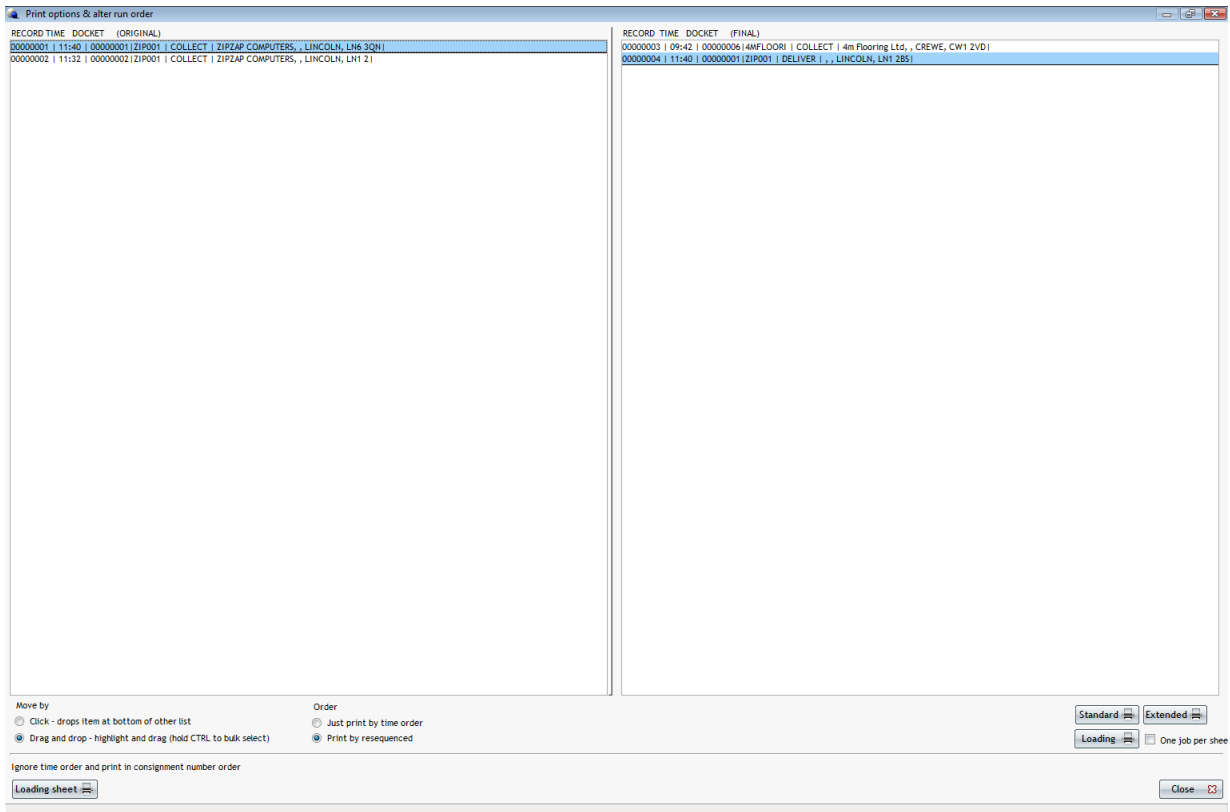 Print options & alter run order
RECORD TIME DOCKET (ORIGINAL)
00000001 | 11:40 | 00000001|ZIP001 | COLLECT | ZIPZAP COMPUTERS, , LINCOLN, LN6 3QN|
00000002 | 11:32 | 00000002|ZIP001 | COLLECT | ZIPZAP COMPUTERS, , LINCOLN, LN1 2|
RECORD TIME DOCKET (FINAL)
00000003 | 09:42 | 00000006|4MFLOORI | COLLECT | 4m Flooring Ltd, , CREWE, CW1 2VD|
00000004 | 11:40 | 00000001|ZIP001 | DELIVER | , , LINCOLN, LN1 2BS|
Move by
Click - drops item at bottom of other list
Drag and drop - highlight and drag (hold CTRL to bulk select)
Order
Just print by time order
Print by resequenced
Standard
Extended
Loading
One job per shee
Ignore time order and print in consignment number order
Loading sheet
Close